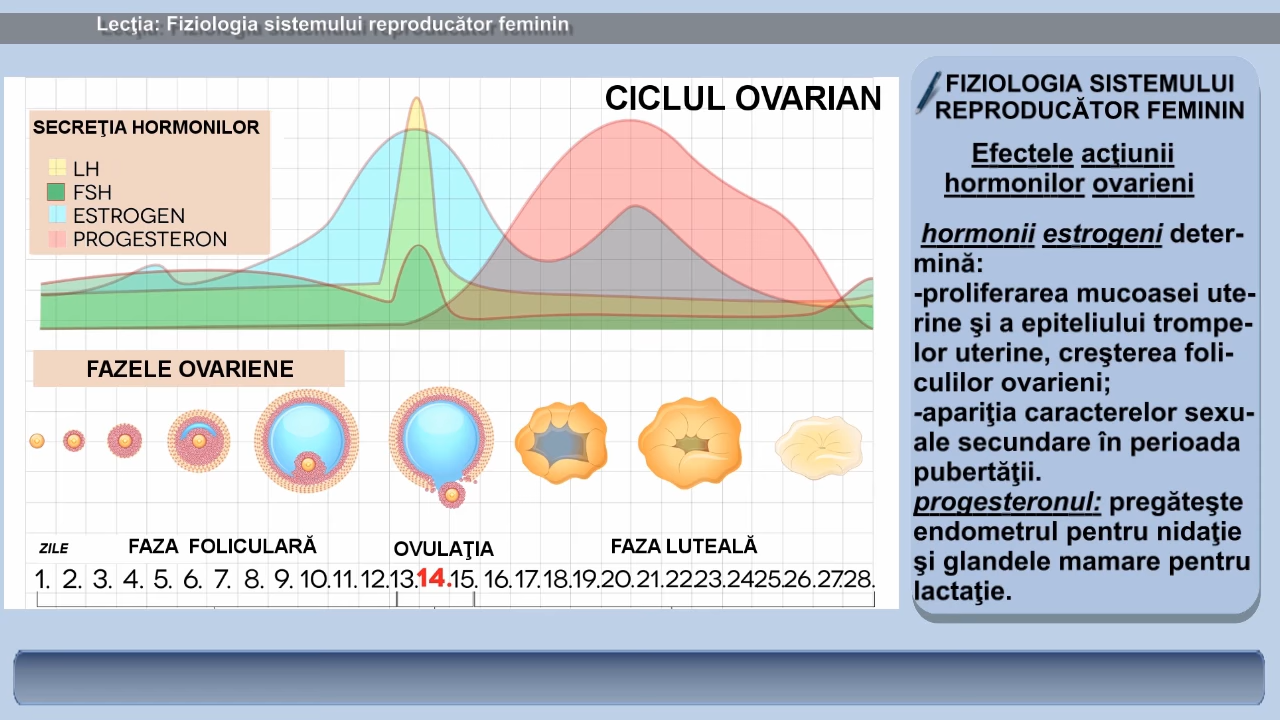 Lecţia: Fiziologia sistemului reproducător feminin
CICLUL OVARIAN
SECREŢIA HORMONILOR
LH
FSH
ESTROGEN
PROGESTERON
FAZELE OVARIENE
ZILE
FAZA FOLICULARĂ
OVULAŢIA
FAZA LUTEALĂ
1. 2. 3. 4. 5. 6. 7. 8. 9. 10. 11. 12. 13. 14. 15. 16. 17. 18. 19. 20. 21. 22. 23. 24 25. 26. 27 28.
FIZIOLOGIA SISTEMULUI
REPRODUCĂTOR FEMININ
Efectele acţiunii
hormonilor ovarieni
hormonii estrogeni deter-
mină:
-proliferarea mucoasei ute-
rine şi a epiteliului trompe-
lor uterine, creşterea foli-
culilor ovarieni;
-apariţia caracterelor sexu-
ale secundare în perioada
pubertăţii.
progesteronul: pregăteşte
endometrul pentru nidaţie
şi glandele mamare pentru
lactaţie.